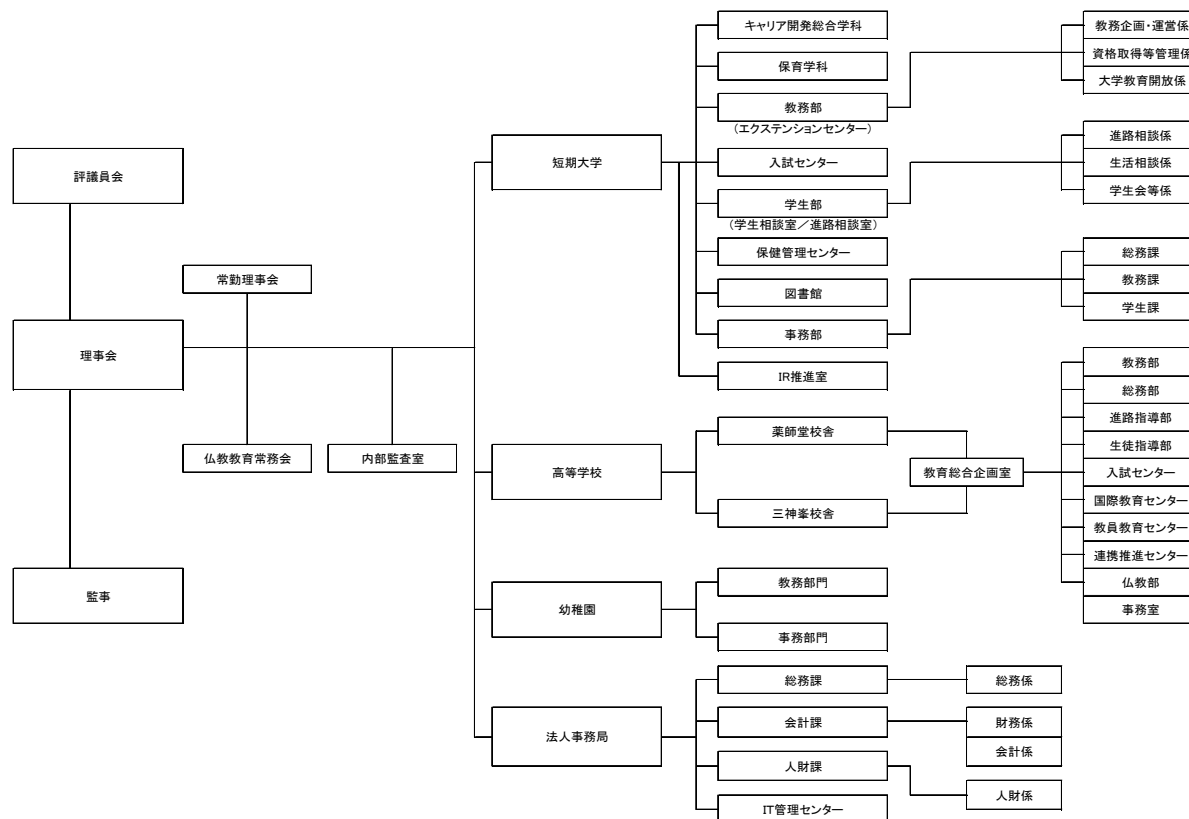 評議員会
理事会
監事
常勤理事会
仏教教育常務会
内部監査室
短期大学
キャリア開発総合学科
保育学科
教務部
(エクステンションセンター)
教務企画・運営係
資格取得等管理係
大学教育開放係
入試センター
学生部
(学生相談室/進路相談室)
進路相談係
生活相談係
学生会等係
保健管理センター
図書館
事務部
総務課
教務課
学生課
IR推進室
高等学校
薬師堂校舎
三神峯校舎
教育総合企画室
教務部
総務部
進路指導部
生徒指導部
入試センター
国際教育センター
教員教育センター
連携推進センター
仏教部
事務室
幼稚園
教務部門
事務部門
法人事務局
総務課
総務係
会計課
財務係
会計係
人財課
人財係
IT管理センター